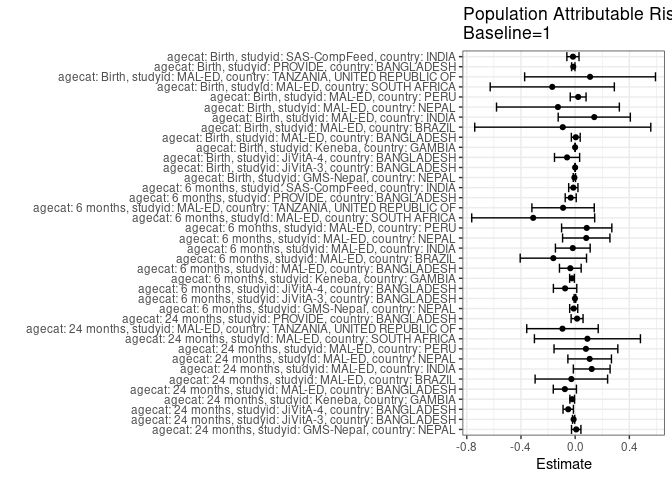 Population Attributable Ris
Baseline=1
agecat: Birth, studyid: SAS-CompFeed, country: INDIA
agecat: Birth, studyid: PROVIDE, country: BANGLADESH
agecat: Birth, studyid: MAL-ED, country: TANZANIA, UNITED REPUBLIC OF
agecat: Birth, studyid: MAL-ED, country: SOUTH AFRICA
agecat: Birth, studyid: MAL-ED, country: PERU
agecat: Birth, studyid: MAL-ED, country: NEPAL
agecat: Birth, studyid: MAL-ED, country: INDIA
agecat: Birth, studyid: MAL-ED, country: BRAZIL
agecat: Birth, studyid: MAL-ED, country: BANGLADESH
agecat: Birth, studyid: Keneba, country: GAMBIA
agecat: Birth, studyid: JiVitA-4, country: BANGLADESH
agecat: Birth, studyid: JiVitA-3, country: BANGLADESH
agecat: Birth, studyid: GMS-Nepal, country: NEPAL
agecat: 6 months, studyid: SAS-CompFeed, country: INDIA
agecat: 6 months, studyid: PROVIDE, country: BANGLADESH
agecat: 6 months, studyid: MAL-ED, country: TANZANIA, UNITED REPUBLIC OF
agecat: 6 months, studyid: MAL-ED, country: SOUTH AFRICA
agecat: 6 months, studyid: MAL-ED, country: PERU
agecat: 6 months, studyid: MAL-ED, country: NEPAL
agecat: 6 months, studyid: MAL-ED, country: INDIA
agecat: 6 months, studyid: MAL-ED, country: BRAZIL
agecat: 6 months, studyid: MAL-ED, country: BANGLADESH
agecat: 6 months, studyid: Keneba, country: GAMBIA
agecat: 6 months, studyid: JiVitA-4, country: BANGLADESH
agecat: 6 months, studyid: JiVitA-3, country: BANGLADESH
agecat: 6 months, studyid: GMS-Nepal, country: NEPAL
agecat: 24 months, studyid: PROVIDE, country: BANGLADESH
agecat: 24 months, studyid: MAL-ED, country: TANZANIA, UNITED REPUBLIC OF
agecat: 24 months, studyid: MAL-ED, country: SOUTH AFRICA
agecat: 24 months, studyid: MAL-ED, country: PERU
agecat: 24 months, studyid: MAL-ED, country: NEPAL
agecat: 24 months, studyid: MAL-ED, country: INDIA
agecat: 24 months, studyid: MAL-ED, country: BRAZIL
agecat: 24 months, studyid: MAL-ED, country: BANGLADESH
agecat: 24 months, studyid: Keneba, country: GAMBIA
agecat: 24 months, studyid: JiVitA-4, country: BANGLADESH
agecat: 24 months, studyid: JiVitA-3, country: BANGLADESH
agecat: 24 months, studyid: GMS-Nepal, country: NEPAL
-0.8 -0.4 0.0 0.4
Estimate